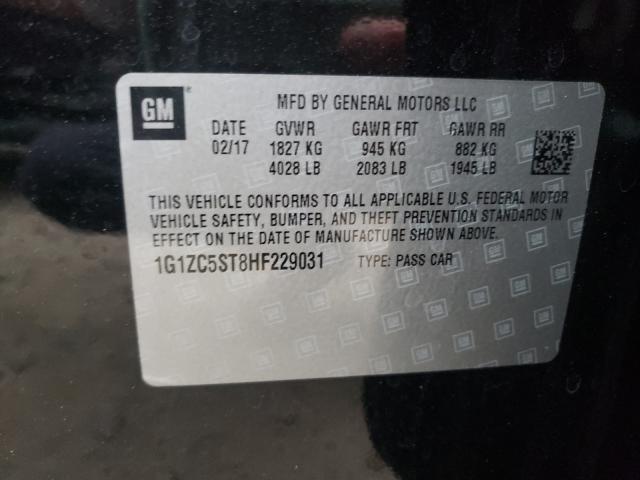 GM
MFD BY GENERAL MOTORS LLC
DATE GVWR GAWR FRT GAWR RR
02/17 1827 KG 945 KG 882 KG
4028 LB 2083 LB 1945 LB
THIS VEHICLE CONFORMS TO ALL APPLICABLE U.S. FEDERAL MOTOR
VEHICLE SAFETY, BUMPER, AND THEFT PREVENTION STANDARDS IN
EFFECT ON THE DATE OF MANUFACTURE SHOWN ABOVE.
1G1ZC5ST8HF229031 TYPE: PASS CAR